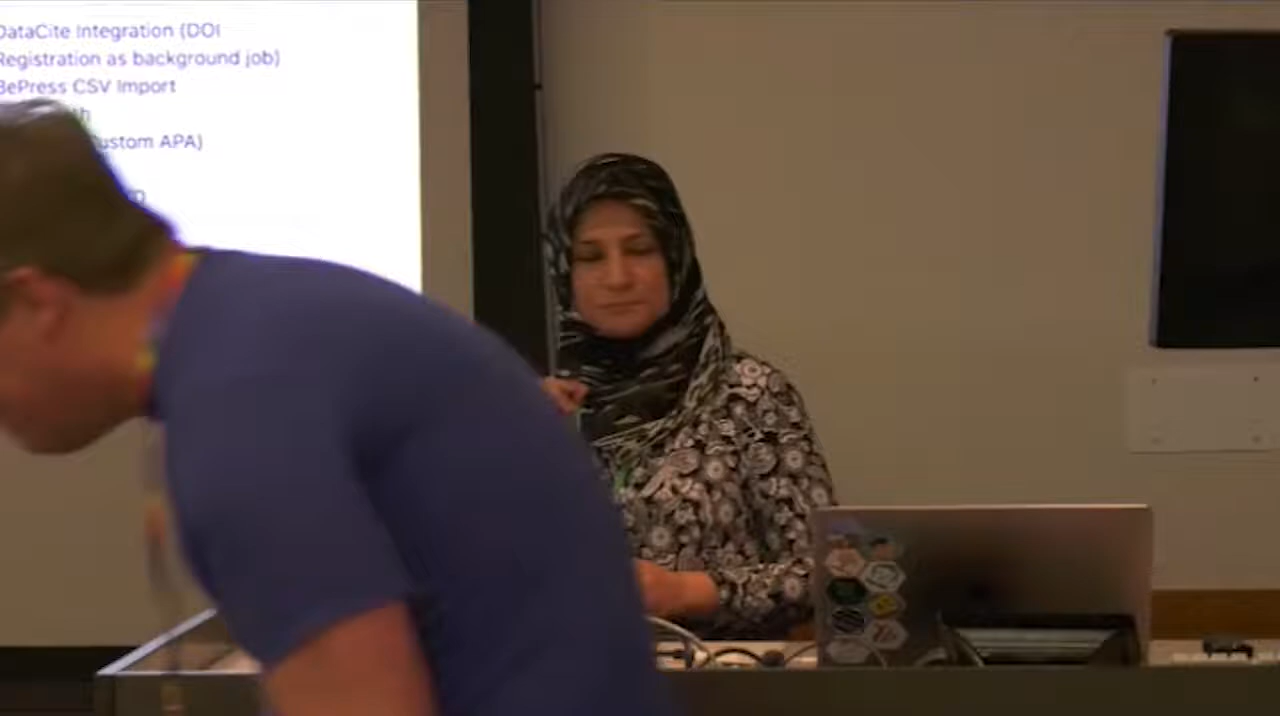 DataCite Integration (DOI
Registration as background job)
BePress CSV Import
ustom APA)